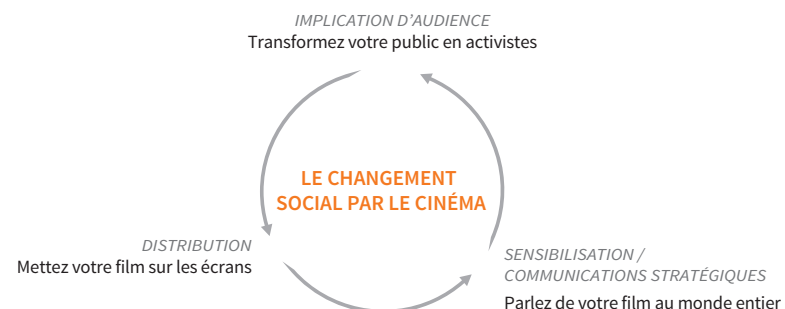 IMPLICATION D’AUDIENCE
Transformez votre public en activistes
LE CHANGEMENT
SOCIAL PAR LE CINÉMA
DISTRIBUTION
Mettez votre film sur les écrans
SENSIBILISATION /
COMMUNICATIONS STRATÉGIQUES
Parlez de votre film au monde entier